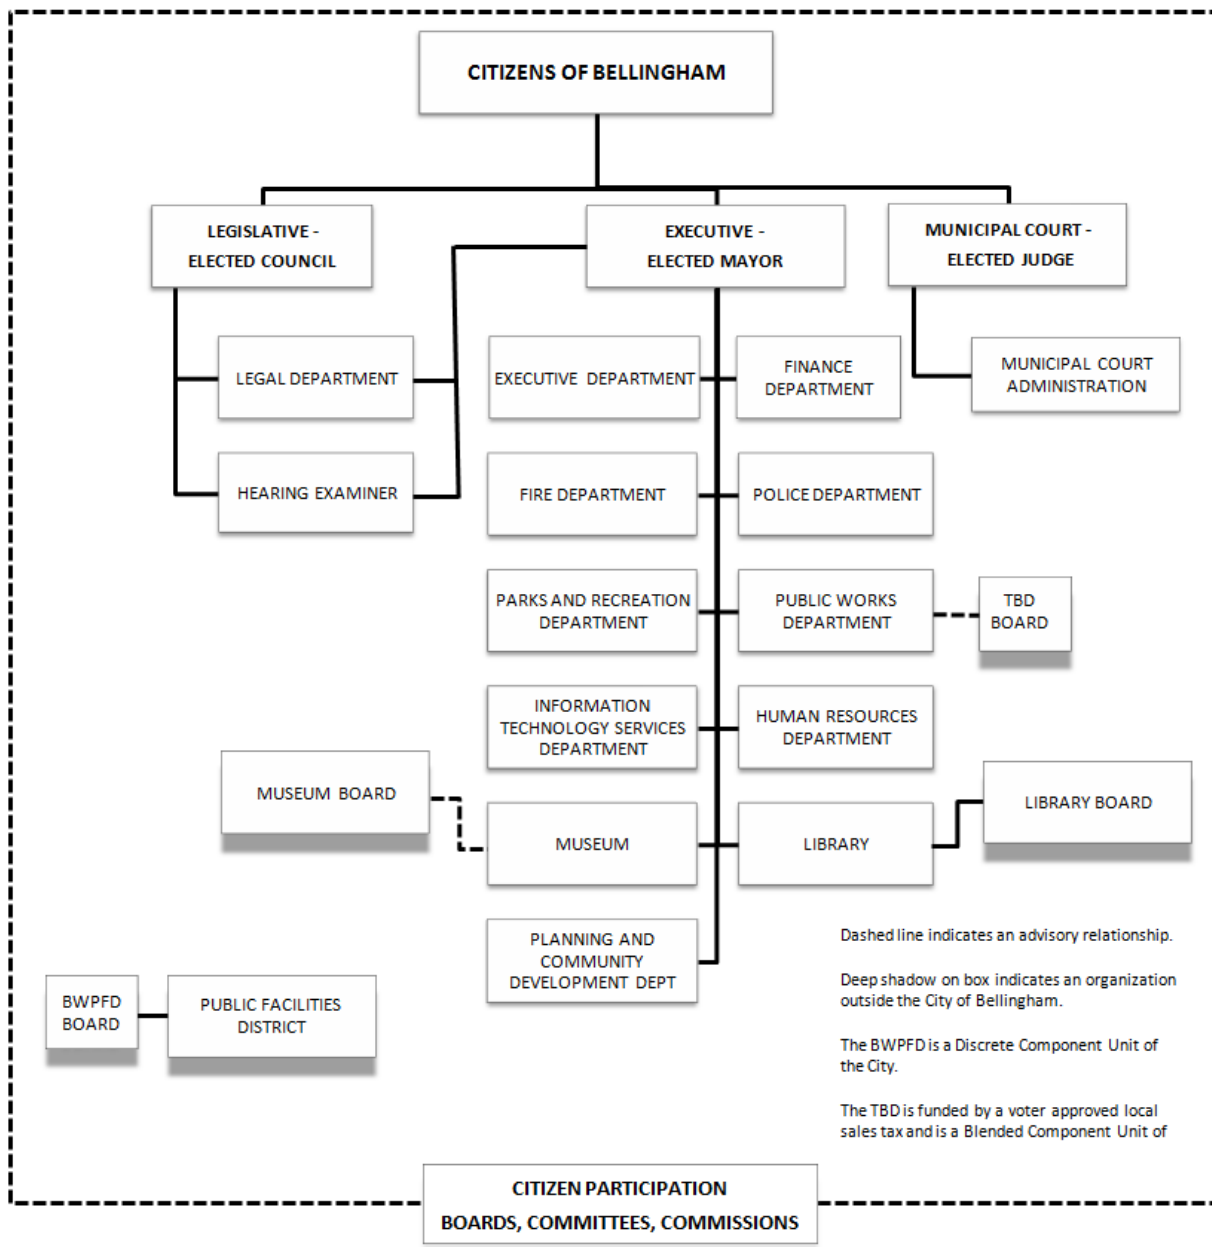 CITIZENS OF BELLINGHAM
LEGISLATIVE -
ELECTED COUNCIL
EXECUTIVE -
ELECTED MAYOR
MUNICIPAL COURT -
ELECTED JUDGE
LEGAL DEPARTMENT
EXECUTIVE DEPARTMENT
FINANCE
DEPARTMENT
MUNICIPAL COURT
ADMINISTRATION
HEARING EXAMINER
FIRE DEPARTMENT
POLICE DEPARTMENT
PARKS AND RECREATION
DEPARTMENT
PUBLIC WORKS
DEPARTMENT
TBD
BOARD
INFORMATION
TECHNOLOGY SERVICES
DEPARTMENT
HUMAN RESOURCES
DEPARTMENT
MUSEUM BOARD
MUSEUM
LIBRARY
LIBRARY BOARD
PLANNING AND
COMMUNITY
DEVELOPMENT DEPT
BWPFD
BOARD
PUBLIC FACILITIES
DISTRICT
Dashed line indicates an advisory relationship.
Deep shadow on box indicates an organization
outside the City of Bellingham.
The BWPFD is a Discrete Component Unit of
the City.
The TBD is funded by a voter approved local
sales tax and is a Blended Component Unit of
CITIZEN PARTICIPATION
BOARDS, COMMITTEES, COMMISSIONS